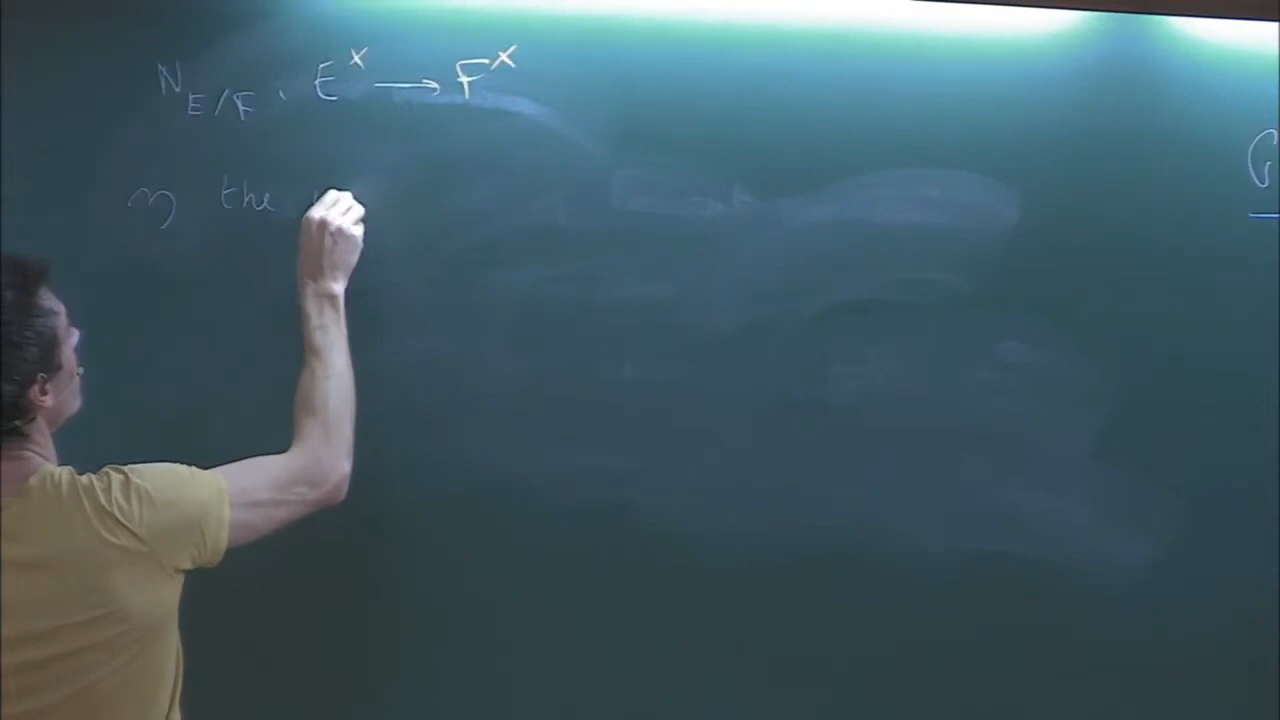 N_{E/F} : E^× → F^×
η the
G